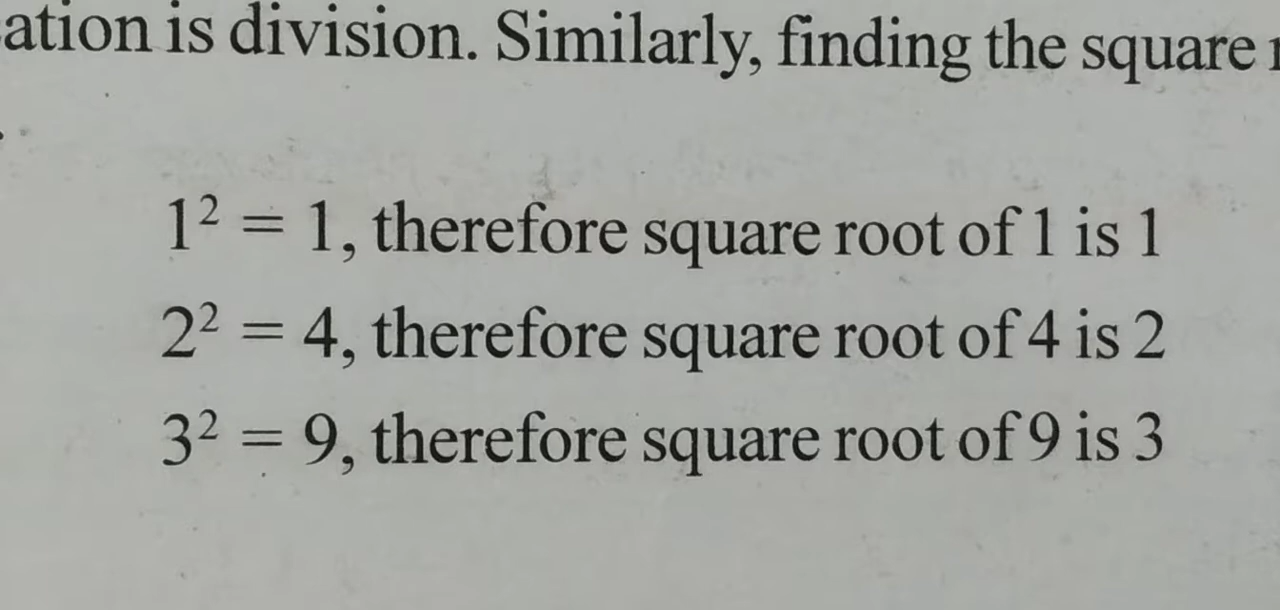 ation is division. Similarly, finding the square
1² = 1, therefore square root of 1 is 1
2² = 4, therefore square root of 4 is 2
3² = 9, therefore square root of 9 is 3